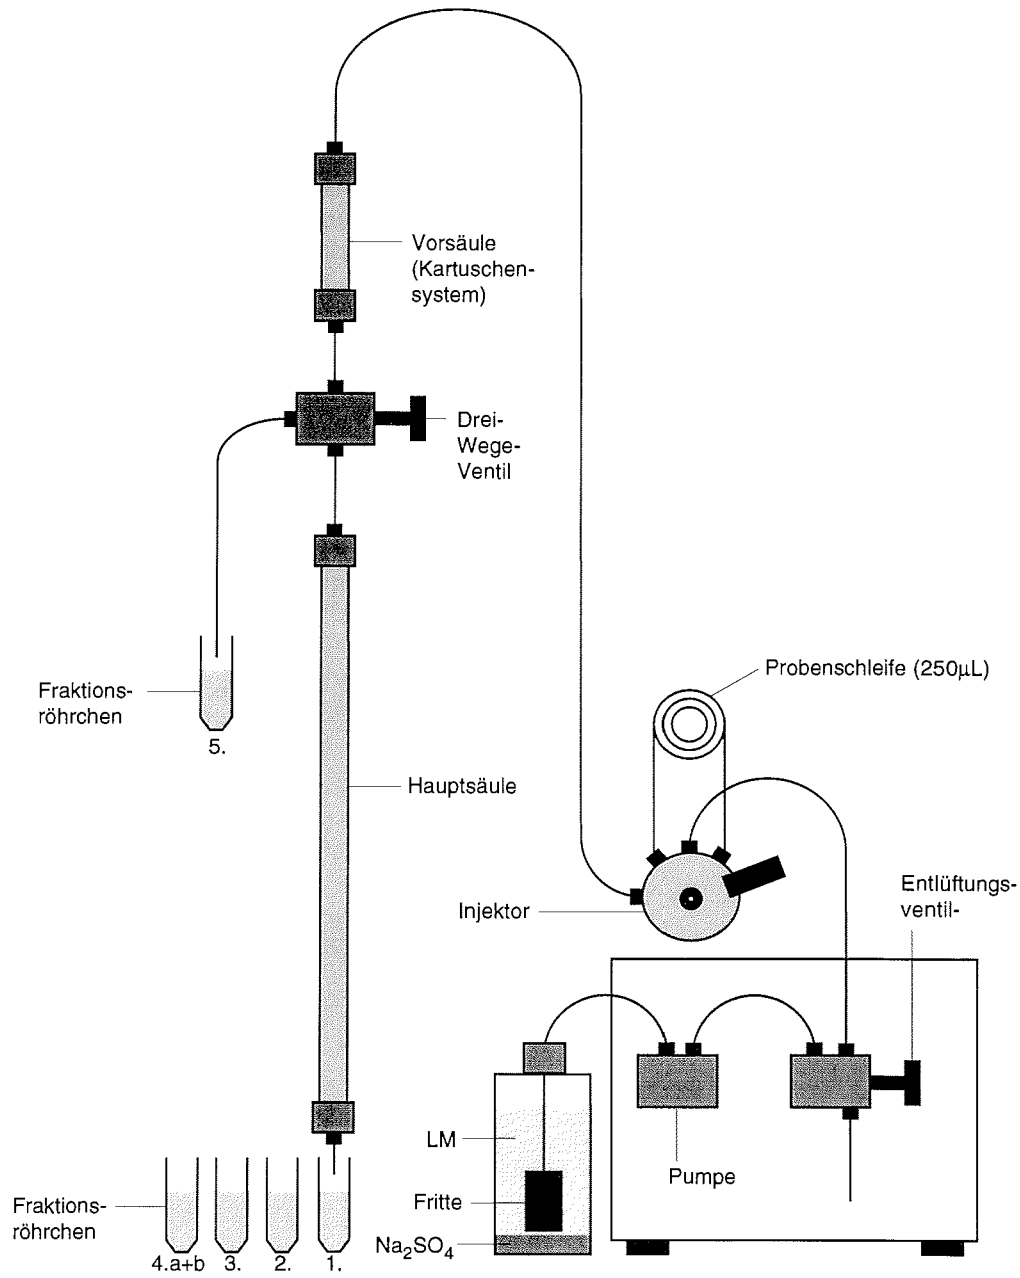 Vorsäule
(Kartuschen-
system)
Drei-
Wege-
Ventil
Probenschleife (250µL)
Fraktions-
röhrchen
5.
Hauptsäule
Entlüftungs-
ventil-
Injektor
LM
Pumpe
Fritte
Fraktions-
röhrchen
Na₂SO₄
4.a+b 3. 2. 1.